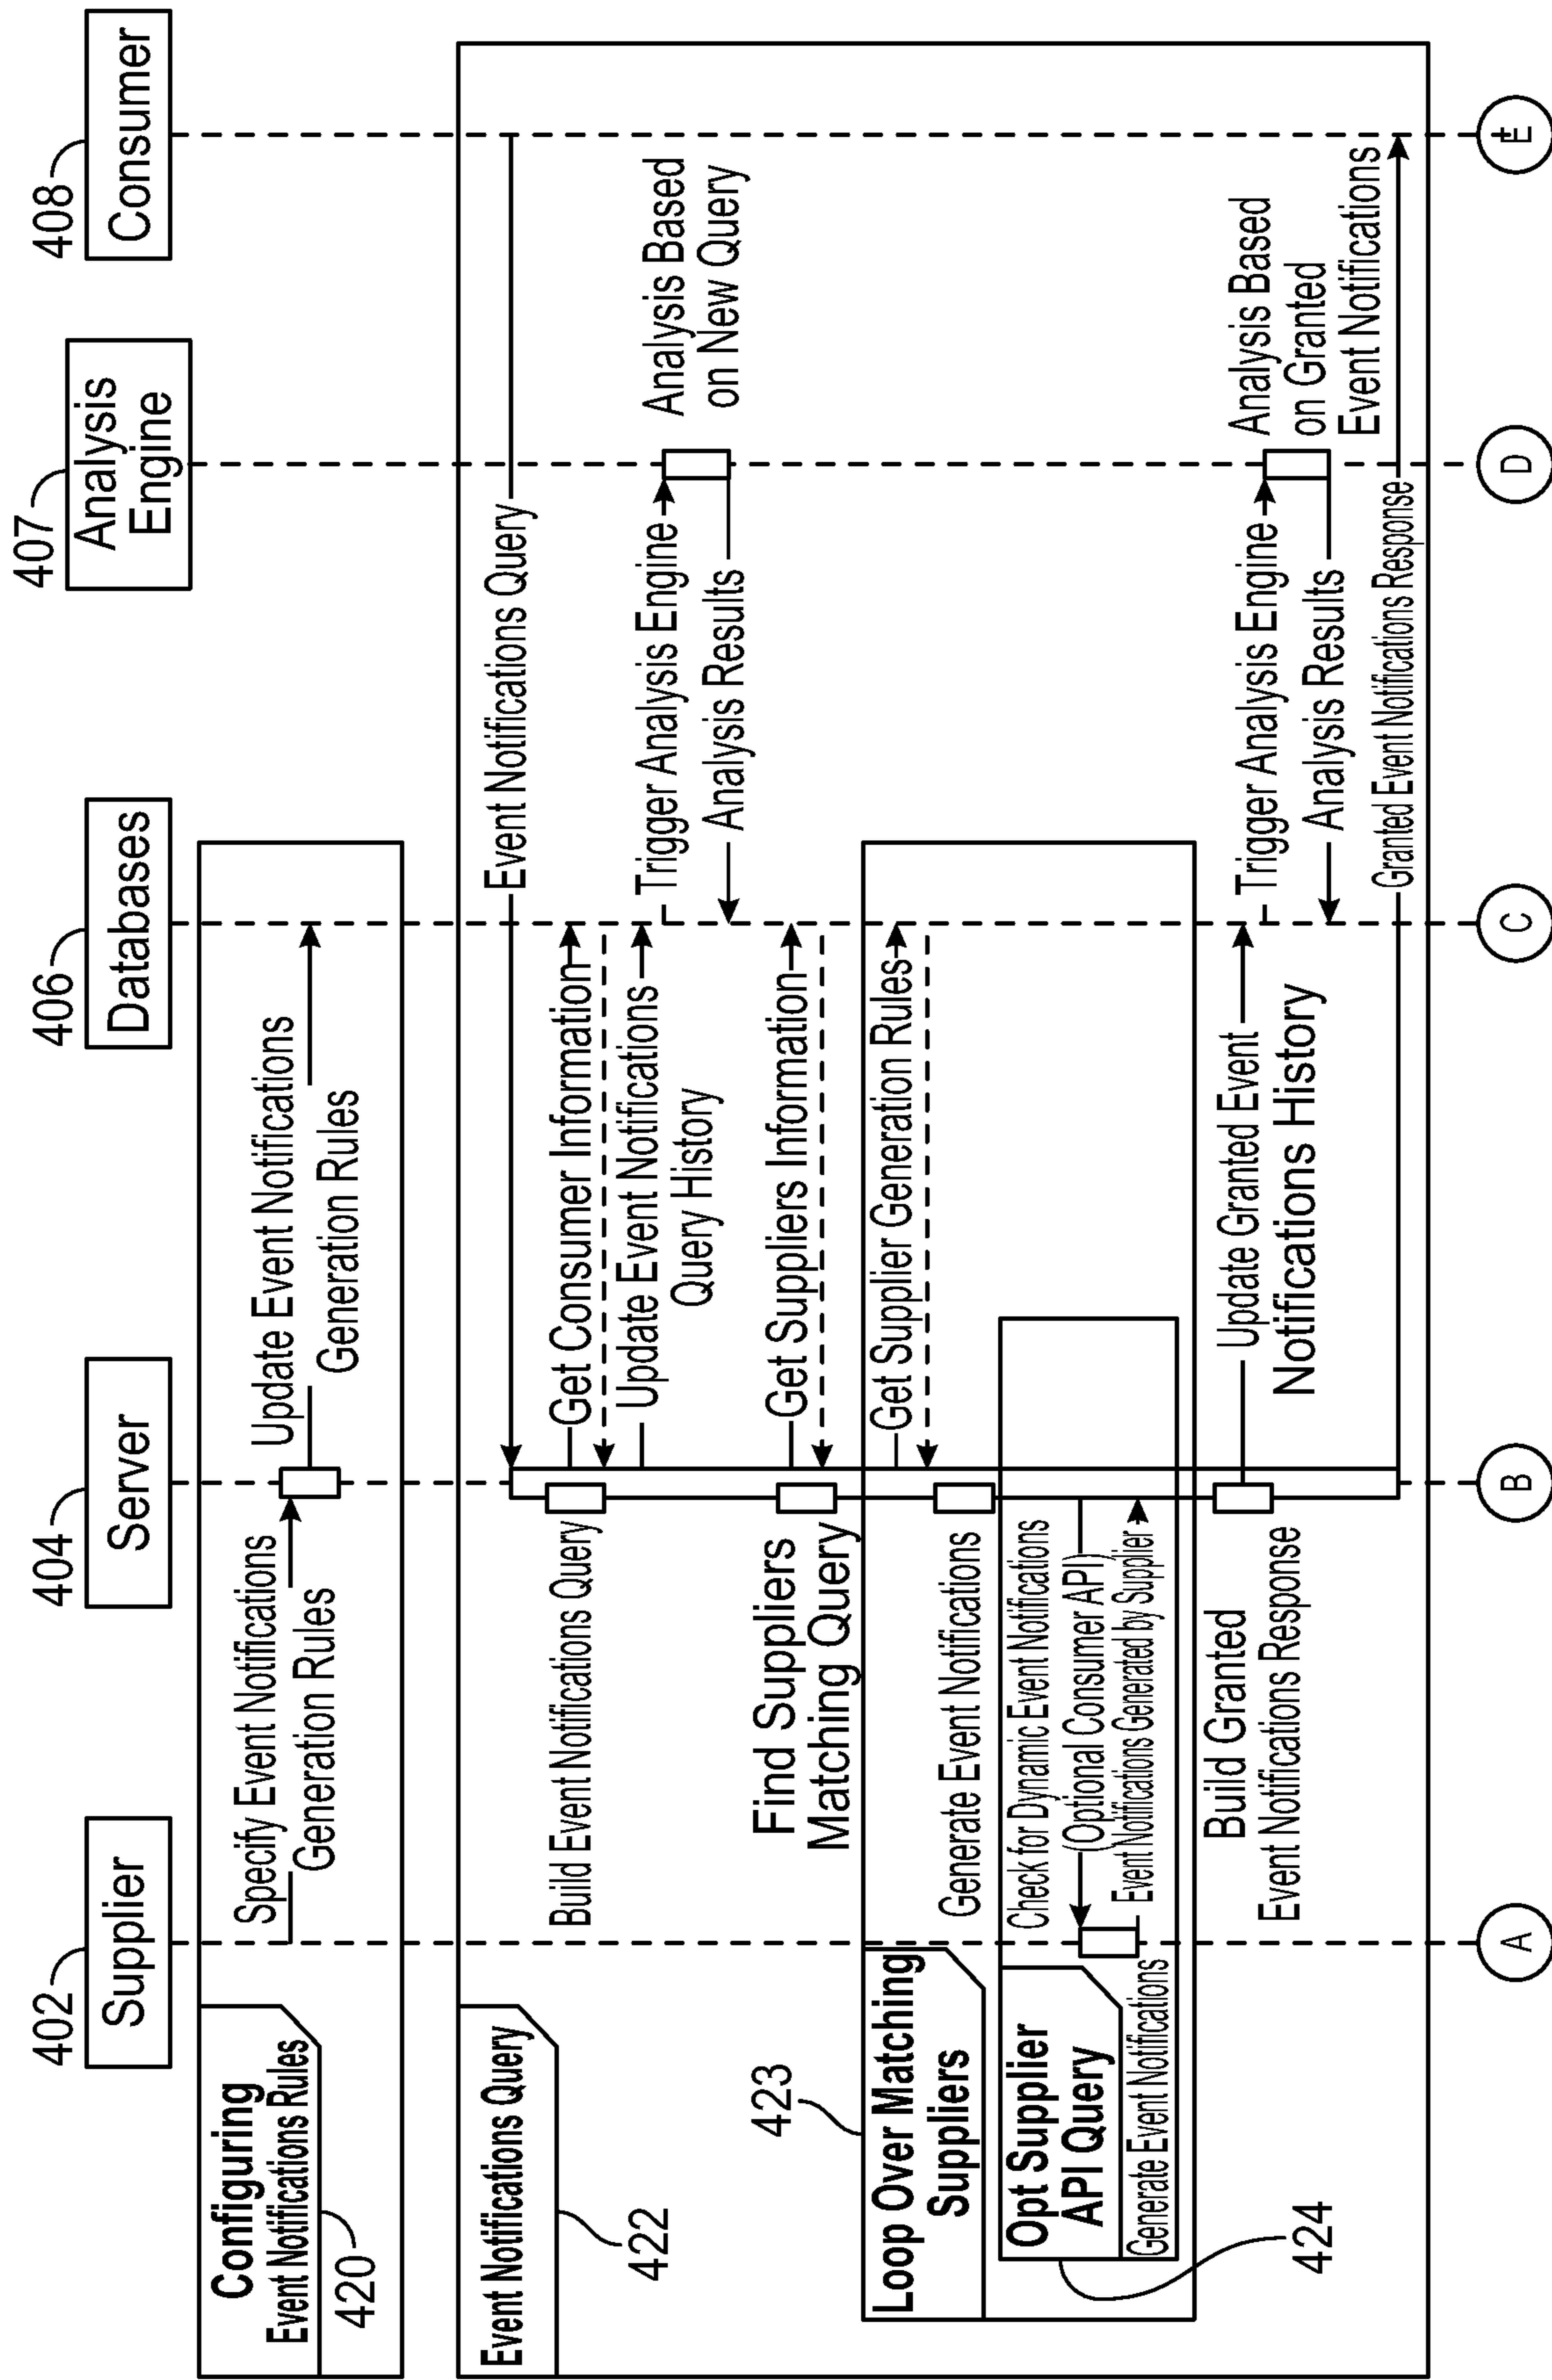 402
Supplier
404
Server
406
Databases
407
Analysis
Engine
408
Consumer
Configuring
Event Notifications Rules
420
Specify Event Notifications
Generation Rules
Update Event Notifications
Generation Rules
Event Notifications Query
422
Event Notifications Query
Build Event Notifications Query
Get Consumer Information
Update Event Notifications
Query History
Trigger Analysis Engine
Analysis Results
Analysis Based
on New Query
Find Suppliers
Matching Query
Get Suppliers Information
423
Loop Over Matching
Suppliers
Get Supplier Generation Rules
Generate Event Notifications
Opt Supplier
API Query
424
Check for Dynamic Event Notifications
(Optional Consumer API)
Event Notifications Generated by Supplier
Generate Event Notifications
Build Granted
Event Notifications Response
Update Granted Event
Notifications History
Trigger Analysis Engine
Analysis Results
Analysis Based
on Granted
Event Notifications
Granted Event Notifications Response
A
B
C
D
E